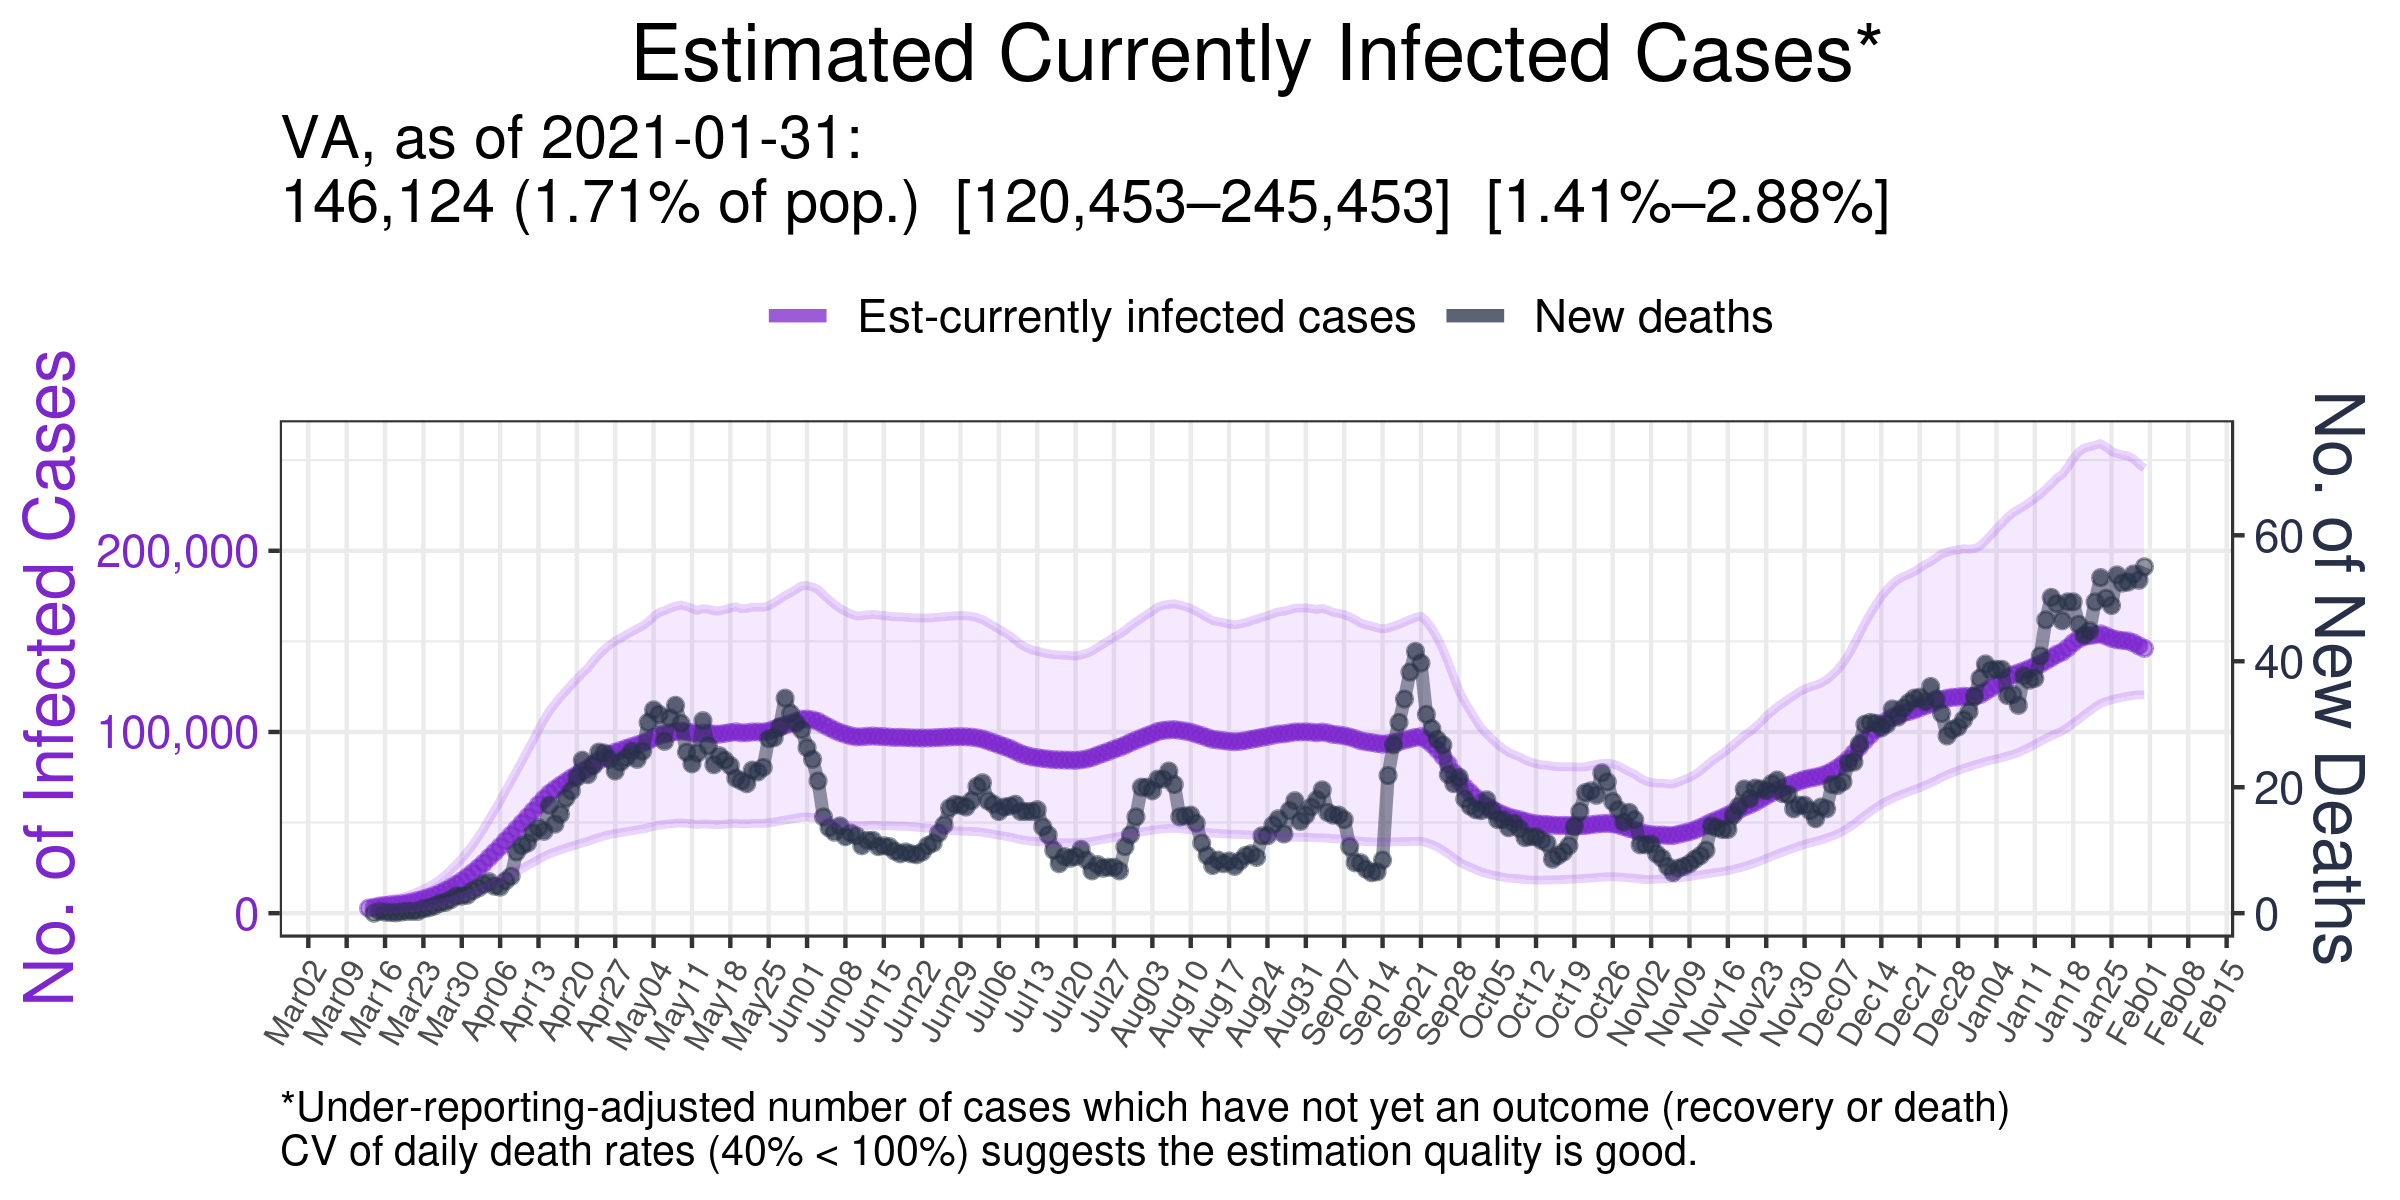 Estimated Currently Infected Cases*
VA, as of 2021-01-31:
146,124 (1.71% of pop.) [120,453–245,453] [1.41%–2.88%]
Est-currently infected cases
New deaths
No. of Infected Cases
200,000
100,000
0
60
40
20
0
No. of New Deaths
Mar02
Mar09
Mar16
Mar23
Mar30
Apr06
Apr13
Apr20
Apr27
May04
May11
May18
May25
Jun01
Jun08
Jun15
Jun22
Jun29
Jul06
Jul13
Jul20
Jul27
Aug03
Aug10
Aug17
Aug24
Aug31
Sep07
Sep14
Sep21
Sep28
Oct05
Oct12
Oct19
Oct26
Nov02
Nov09
Nov16
Nov23
Nov30
Dec07
Dec14
Dec21
Dec28
Jan04
Jan11
Jan18
Jan25
Feb01
Feb08
Feb15
*Under-reporting-adjusted number of cases which have not yet an outcome (recovery or death)
CV of daily death rates (40% < 100%) suggests the estimation quality is good.